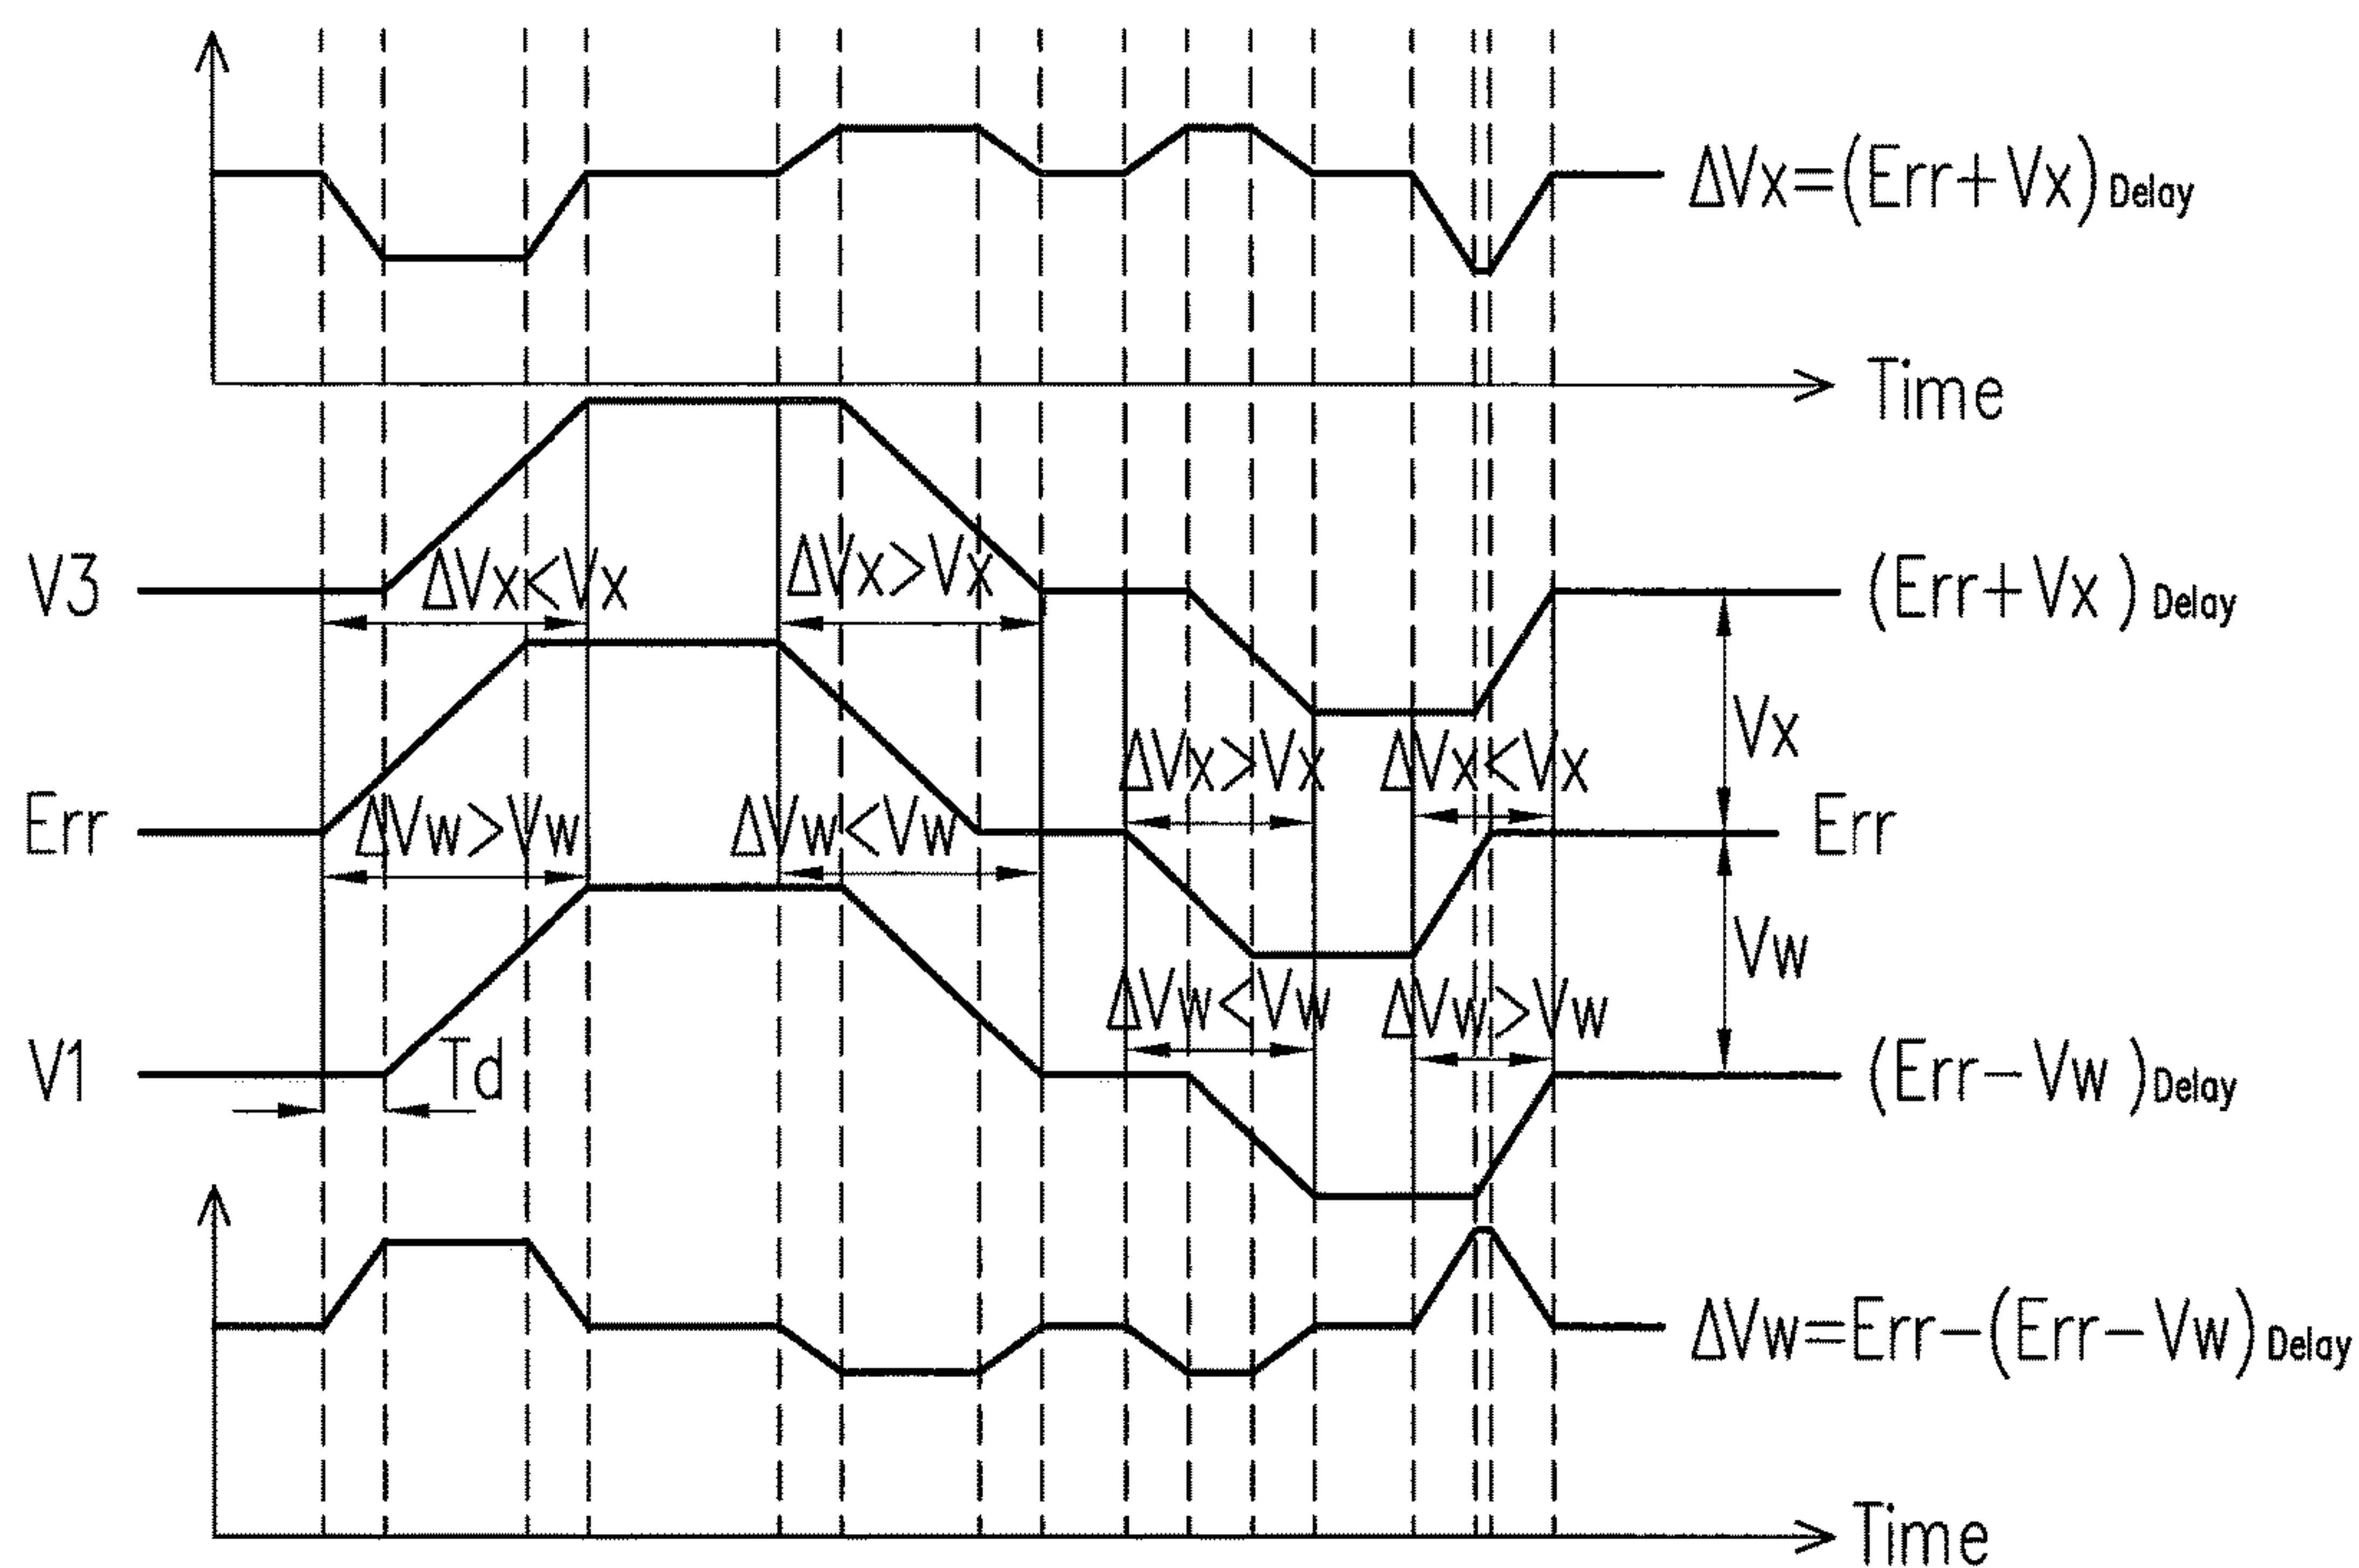 ΔVx=(Err+Vx)Delay
Time
V3
ΔVx<Vx
ΔVx>Vx
(Err+Vx)Delay
Vx
ΔVx>Vx
ΔVx<Vx
Err
ΔVw>Vw
ΔVw<Vw
Err
Vw
ΔVw<Vw
ΔVw>Vw
V1
Td
(Err-Vw)Delay
ΔVw=Err-(Err-Vw)Delay
Time